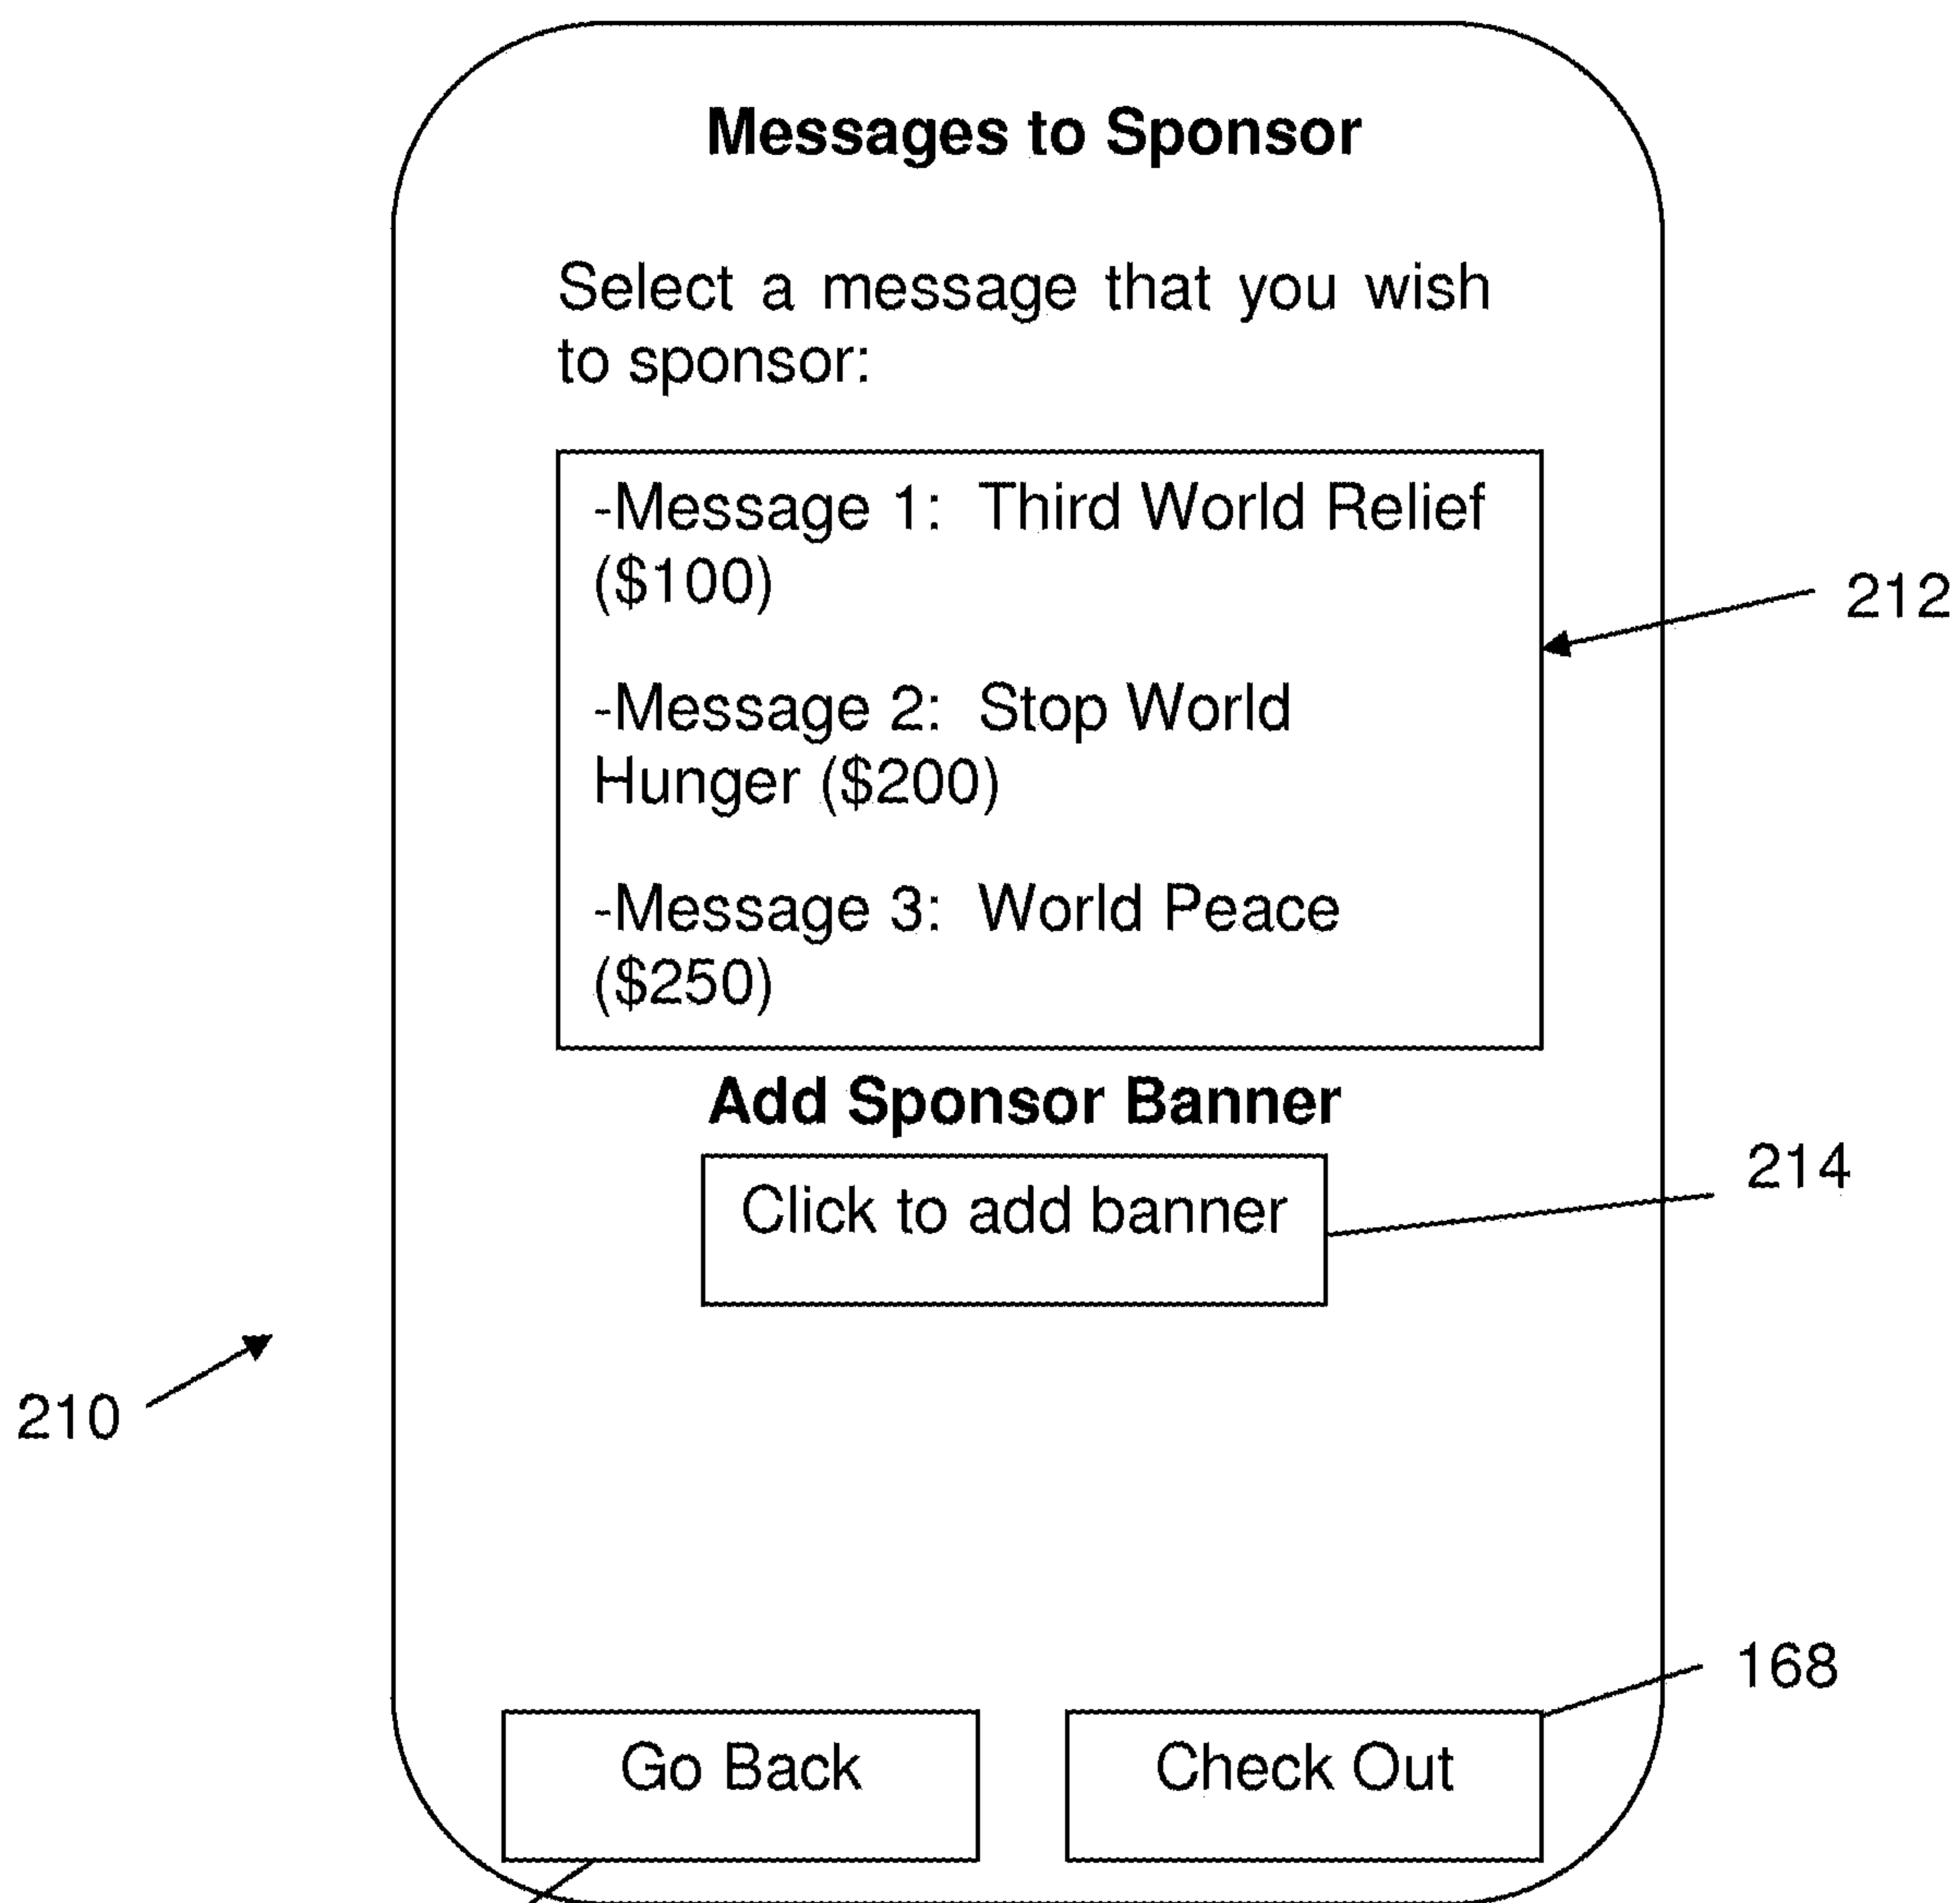 Messages to Sponsor
Select a message that you wish
to sponsor:
-Message 1: Third World Relief
($100)
212
-Message 2: Stop World
Hunger ($200)
-Message 3: World Peace
($250)
Add Sponsor Banner
214
Click to add banner
210
168
Go Back
Check Out